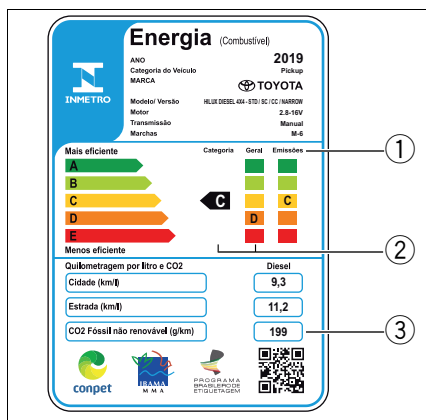 Energia (Combustível)
ANO 2019
Categoria do Veículo Pickup
MARCA TOYOTA
INMETRO
Modelo/ Versão HILUX DIESEL 4X4 - STD / SC / CC / NARROW
Motor 2.8-16V
Transmissão Manual
Marchas M-6
Mais eficiente Categoria Geral Emissões 1
A
B
C C C
D D
E
Menos eficiente 2
Quilometragem por litro e CO2 Diesel
Cidade (km/l) 9,3
Estrada (km/l) 11,2
CO2 Fóssil não renovável (g/km) 199 3
conpet
IBAMA
M M A
PROGRAMA
BRASILEIRO DE
ETIQUETAGEM